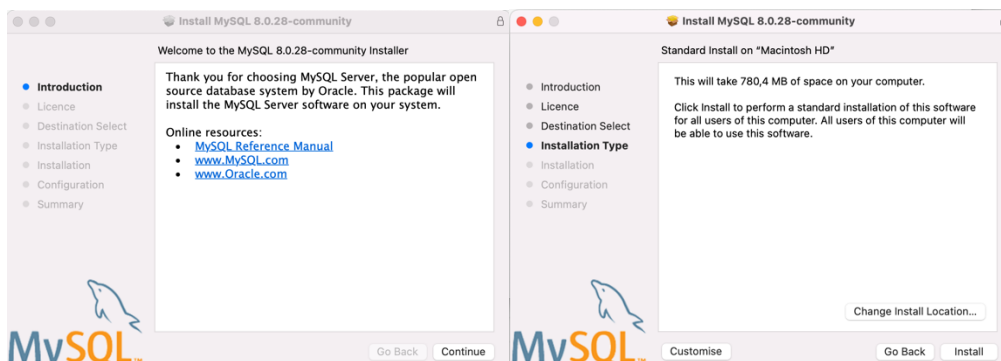 Install MySQL 8.0.28-community
Welcome to the MySQL 8.0.28-community Installer
Introduction
Licence
Destination Select
Installation Type
Installation
Configuration
Summary
Thank you for choosing MySQL Server, the popular open
source database system by Oracle. This package will
install the MySQL Server software on your system.
Online resources:
• MySQL Reference Manual
• www.MySQL.com
• www.Oracle.com
MySQL
Go Back
Continue
Install MySQL 8.0.28-community
Standard Install on “Macintosh HD”
Introduction
Licence
Destination Select
Installation Type
Installation
Configuration
Summary
This will take 780,4 MB of space on your computer.
Click Install to perform a standard installation of this software
for all users of this computer. All users of this computer will
be able to use this software.
Change Install Location...
MySQL
Customise
Go Back
Install